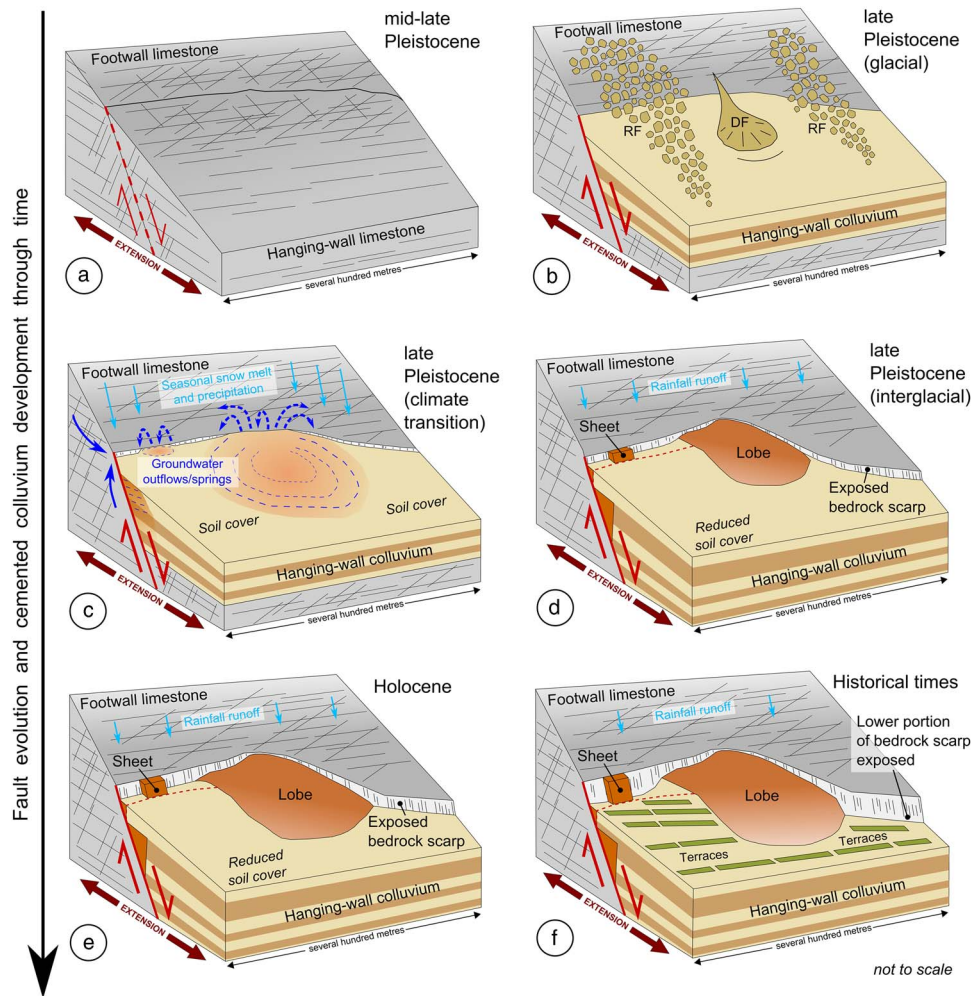 Fault evolution and cemented colluvium development through time
mid-late
Pleistocene
Footwall limestone
Hanging-wall limestone
EXTENSION
several hundred metres
a
late
Pleistocene
(glacial)
Footwall limestone
RF
DF
RF
Hanging-wall colluvium
EXTENSION
several hundred metres
b
late
Pleistocene
(climate
transition)
Footwall limestone
Seasonal snow melt
and precipitation
Groundwater
outflows/springs
Soil cover
Soil cover
Hanging-wall colluvium
EXTENSION
several hundred metres
c
late
Pleistocene
(interglacial)
Footwall limestone
Rainfall runoff
Sheet
Lobe
Exposed
bedrock scarp
Reduced
soil cover
Hanging-wall colluvium
EXTENSION
several hundred metres
d
Holocene
Footwall limestone
Rainfall runoff
Sheet
Lobe
Exposed
bedrock scarp
Reduced
soil cover
Hanging-wall colluvium
EXTENSION
several hundred metres
e
Historical times
Footwall limestone
Rainfall runoff
Lower portion
of bedrock scarp
exposed
Sheet
Lobe
Terraces
Terraces
Hanging-wall colluvium
EXTENSION
several hundred metres
f
not to scale